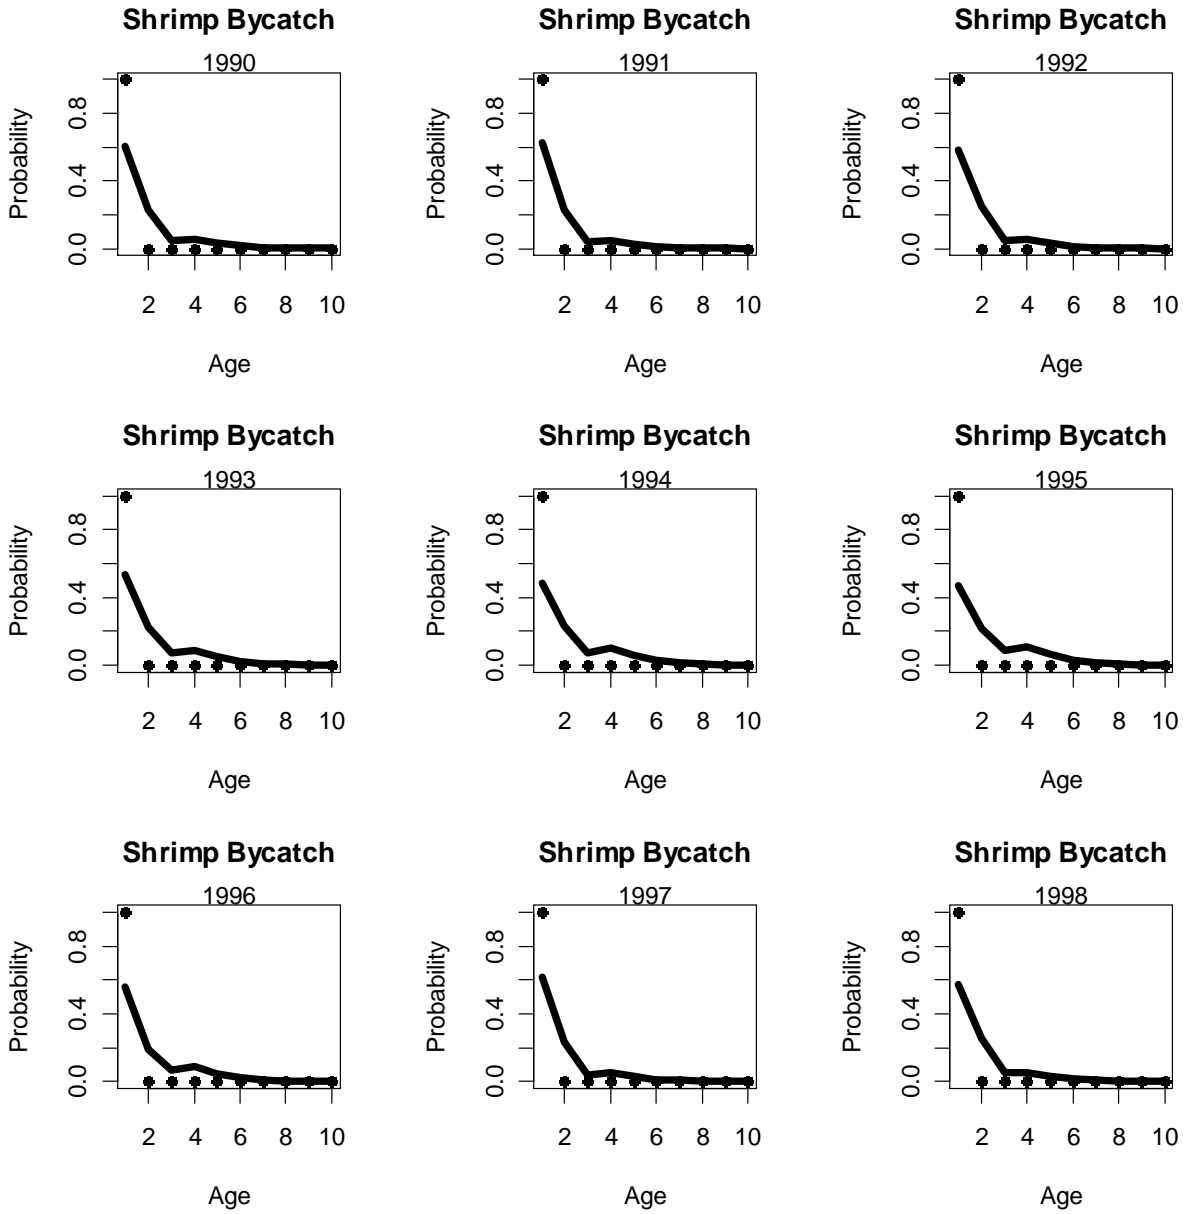 Shrimp Bycatch
1990
Probability
0.0 0.4 0.8
2 4 6 8 10
Age
Shrimp Bycatch
1991
Probability
0.0 0.4 0.8
2 4 6 8 10
Age
Shrimp Bycatch
1992
Probability
0.0 0.4 0.8
2 4 6 8 10
Age
Shrimp Bycatch
1993
Probability
0.0 0.4 0.8
2 4 6 8 10
Age
Shrimp Bycatch
1994
Probability
0.0 0.4 0.8
2 4 6 8 10
Age
Shrimp Bycatch
1995
Probability
0.0 0.4 0.8
2 4 6 8 10
Age
Shrimp Bycatch
1996
Probability
0.0 0.4 0.8
2 4 6 8 10
Age
Shrimp Bycatch
1997
Probability
0.0 0.4 0.8
2 4 6 8 10
Age
Shrimp Bycatch
1998
Probability
0.0 0.4 0.8
2 4 6 8 10
Age